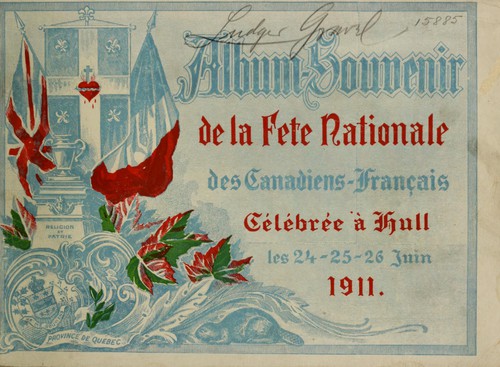 Ludger Gravel
15885
Album-Souvenir
de la Fete Nationale
des Canadiens-Français
Célébrée à Hull
les 24-25-26 Juin
1911.
RELIGION
ET
PATRIE
PROVINCE DE QUEBEC